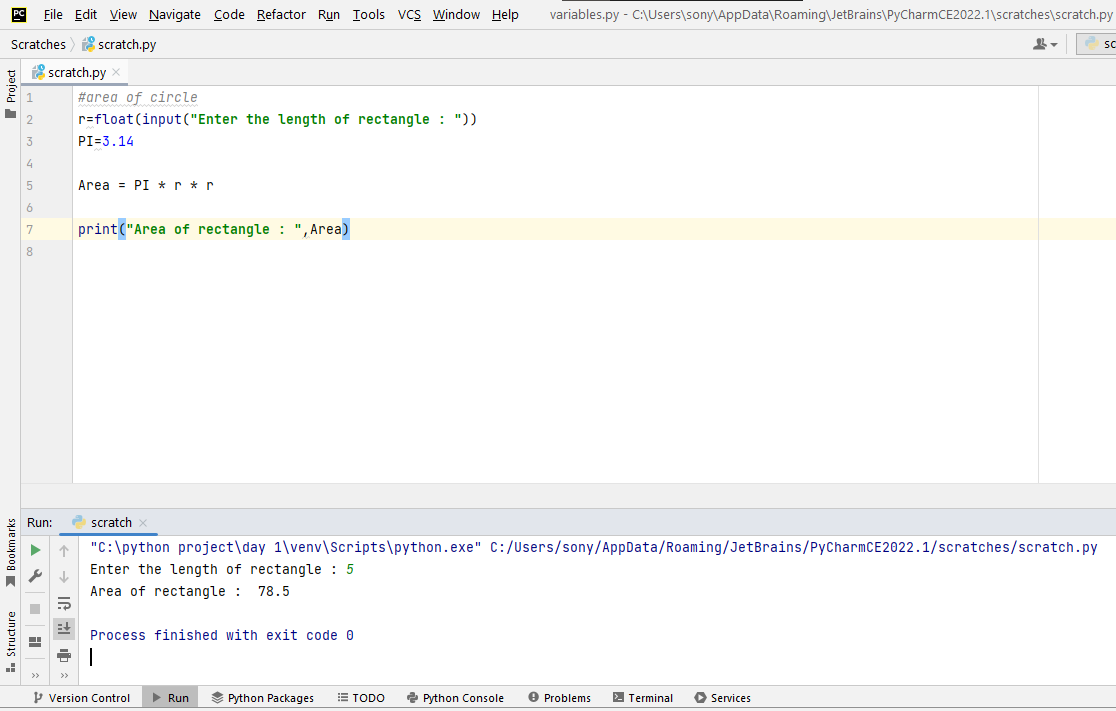 PC File Edit View Navigate Code Refactor Run Tools VCS Window Help variables.py - C:\Users\sony\AppData\Roaming\JetBrains\PyCharmCE2022.1\scratches\scratch.py
Scratches scratch.py sc
Project
scratch.py
1 #area of circle
2 r=float(input("Enter the length of rectangle : "))
3 PI=3.14
4
5 Area = PI * r * r
6
7 print("Area of rectangle : ",Area)
8
Bookmarks
Structure
Run: scratch
"C:\python project\day 1\venv\Scripts\python.exe" C:/Users/sony/AppData/Roaming/JetBrains/PyCharmCE2022.1/scratches/scratch.py
Enter the length of rectangle : 5
Area of rectangle :  78.5
Process finished with exit code 0
Version Control Run Python Packages TODO Python Console Problems Terminal Services